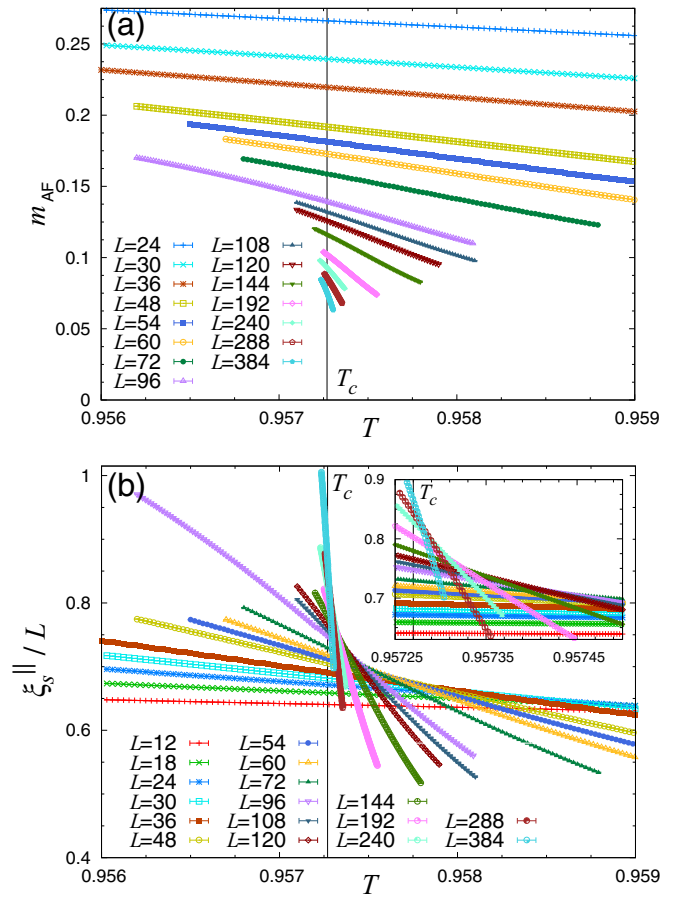 (a)
0.25
0.2
0.15
0.1
0.05
0
m_AF
L=24 L=108
L=30 L=120
L=36 L=144
L=48 L=192
L=54 L=240
L=60 L=288
L=72 L=384
L=96
T_c
0.956 0.957 0.958 0.959
T
(b)
1
0.8
0.6
0.4
ξ_s^|| / L
T_c
0.9
0.8
0.7
T_c
0.95725 0.95735 0.95745
L=12 L=54
L=18 L=60
L=24 L=72 L=144
L=30 L=96 L=192 L=288
L=36 L=108 L=240 L=384
L=48 L=120
0.956 0.957 0.958 0.959
T